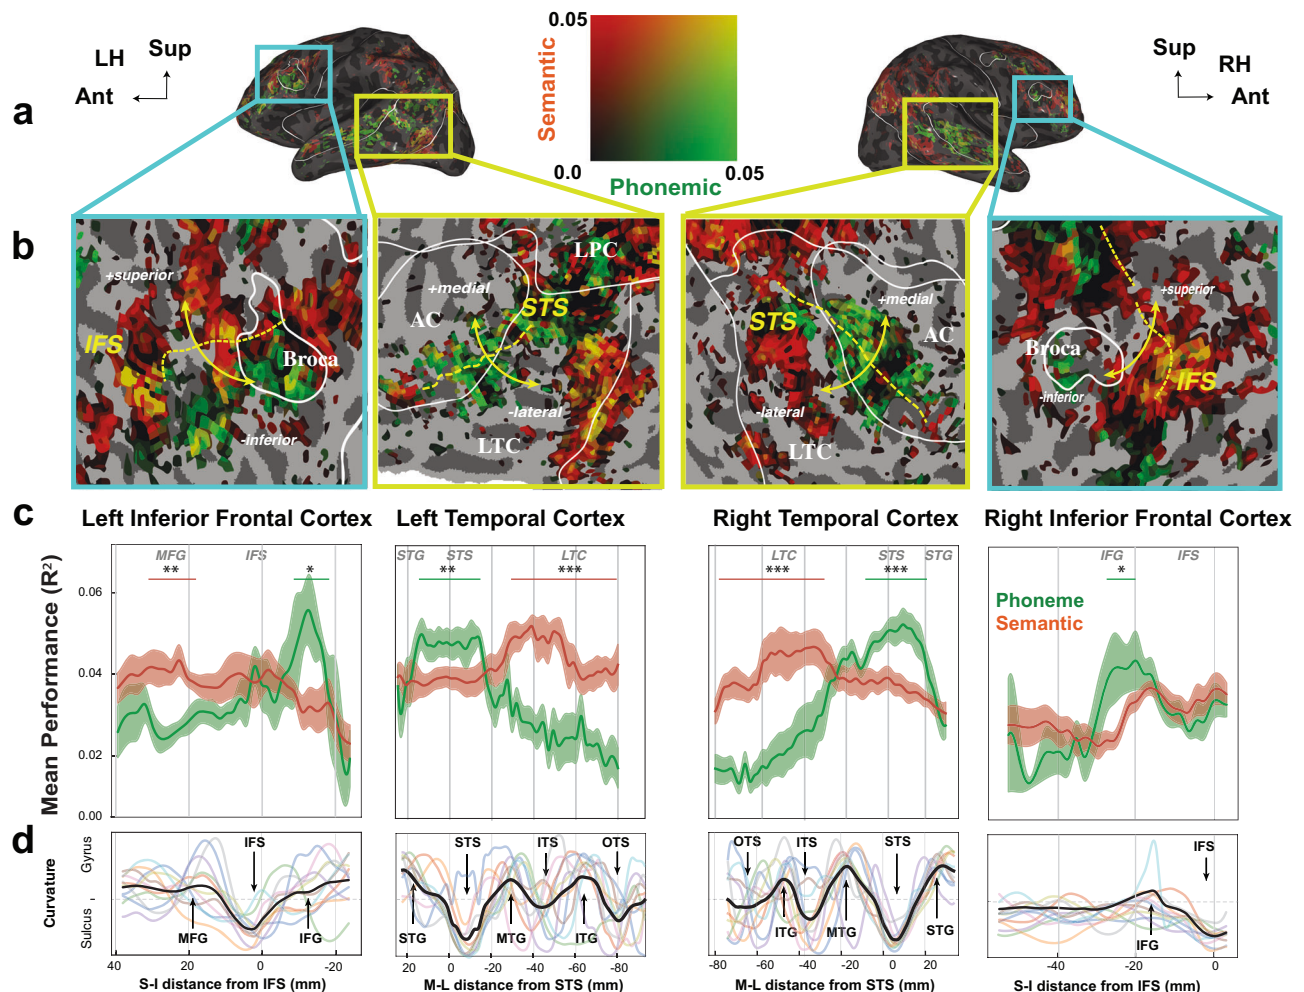 a
LH
Sup
Ant
0.05
Semantic
0.0
0.05
Phonemic
Sup
RH
Ant
b
+superior
IFS
Broca
-inferior
LPC
+medial
AC
STS
-lateral
LTC
STS
+medial
AC
-lateral
LTC
+superior
Broca
IFS
-inferior
c
Left Inferior Frontal Cortex
Left Temporal Cortex
Right Temporal Cortex
Right Inferior Frontal Cortex
Mean Performance (R²)
0.06
0.04
0.02
0.00
MFG
**
IFS
*
STG
STS
**
LTC
***
LTC
***
STS
***
STG
IFG
*
IFS
Phoneme
Semantic
d
Curvature
Gyrus
Sulcus
IFS
MFG
IFG
40
20
0
-20
S-I distance from IFS (mm)
STS
ITS
OTS
STG
MTG
ITG
20
0
-20
-40
-60
-80
M-L distance from STS (mm)
OTS
ITS
STS
ITG
MTG
STG
-80
-60
-40
-20
0
20
M-L distance from STS (mm)
IFS
IFG
-40
-20
0
S-I distance from IFS (mm)